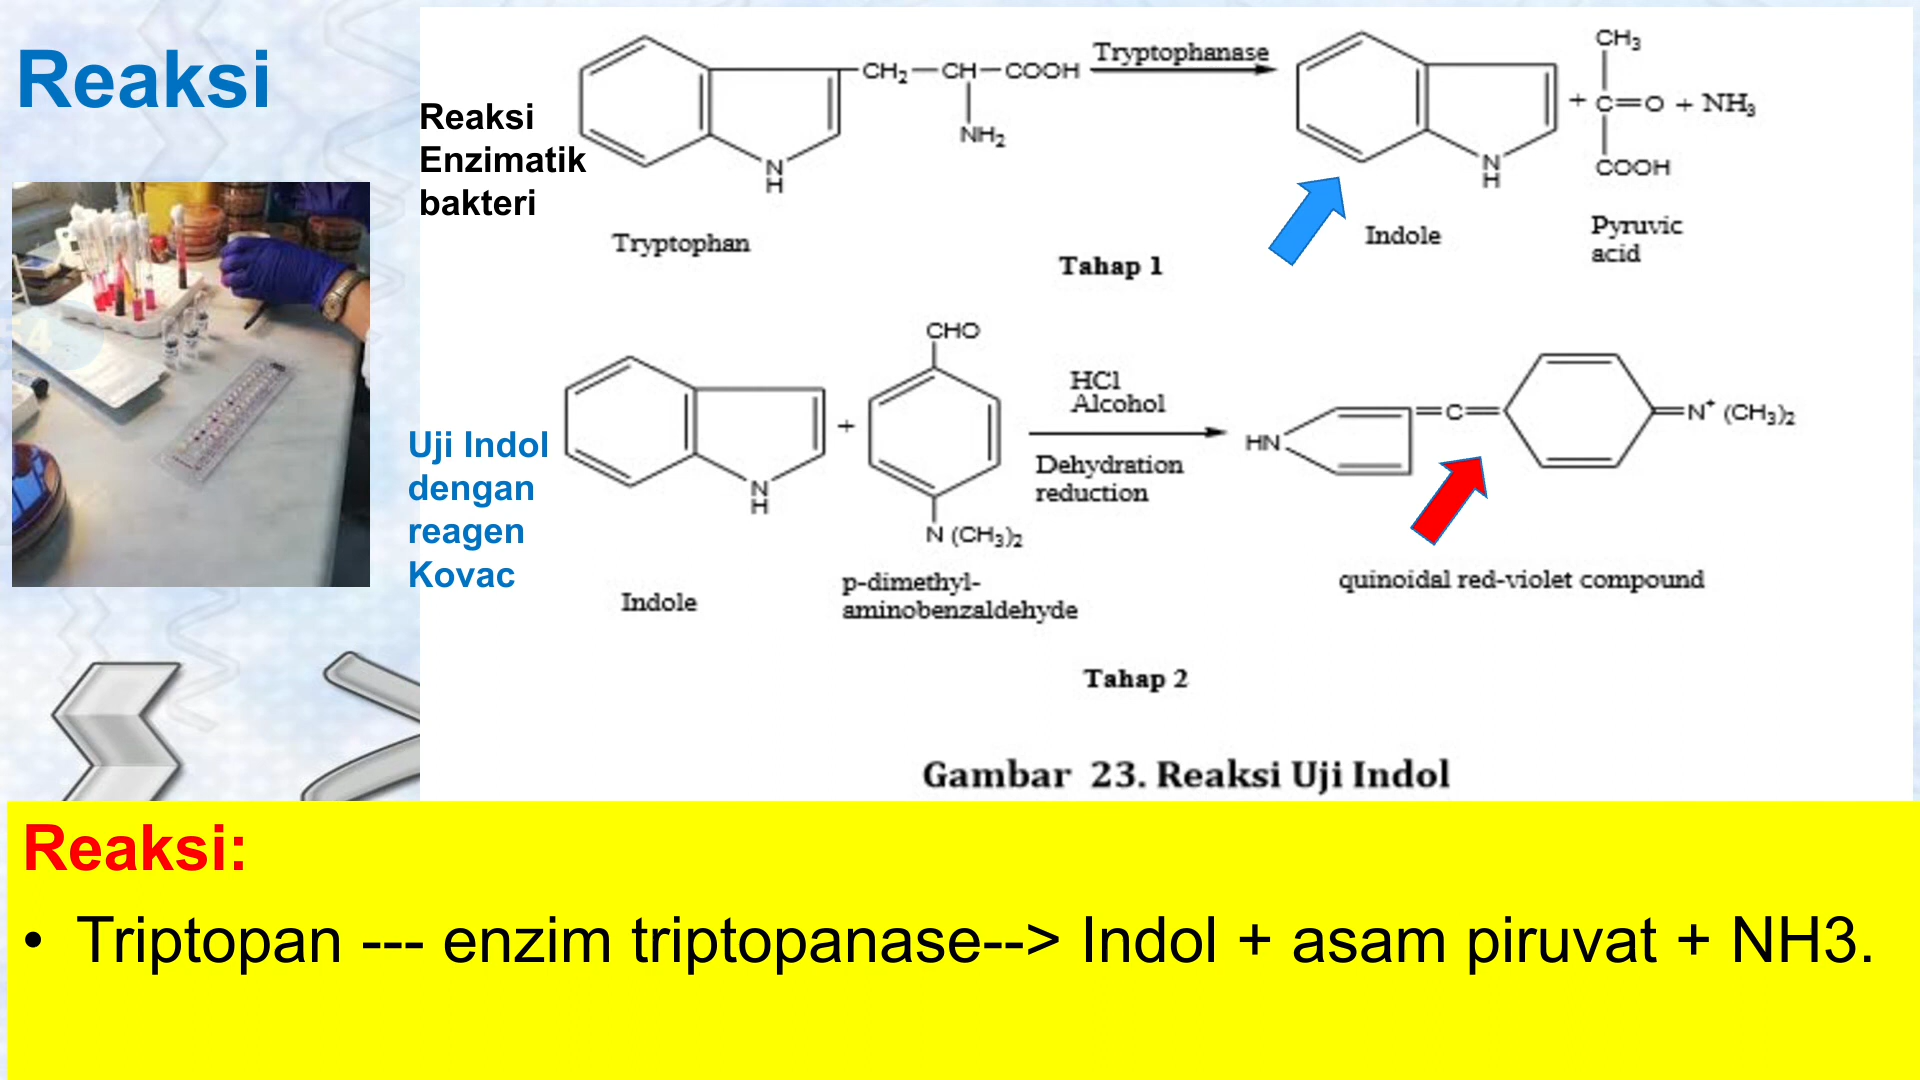 Reaksi
Reaksi
Enzimatik
bakteri
CH₂—CH—COOH
NH₂
N
H
Tryptophan
Tryptophanase
N
H
Indole
+
CH₃
C=O + NH₃
COOH
Pyruvic
acid
Tahap 1
54
Uji Indol
dengan
reagen
Kovac
N
H
Indole
+
CHO
N (CH₃)₂
p-dimethyl-
aminobenzaldehyde
HCl
Alcohol
Dehydration
reduction
HN
=C=
=N⁺ (CH₃)₂
quinoidal red-violet compound
Tahap 2
Gambar 23. Reaksi Uji Indol
Reaksi:
• Triptopan --- enzim triptopanase--> Indol + asam piruvat + NH3.